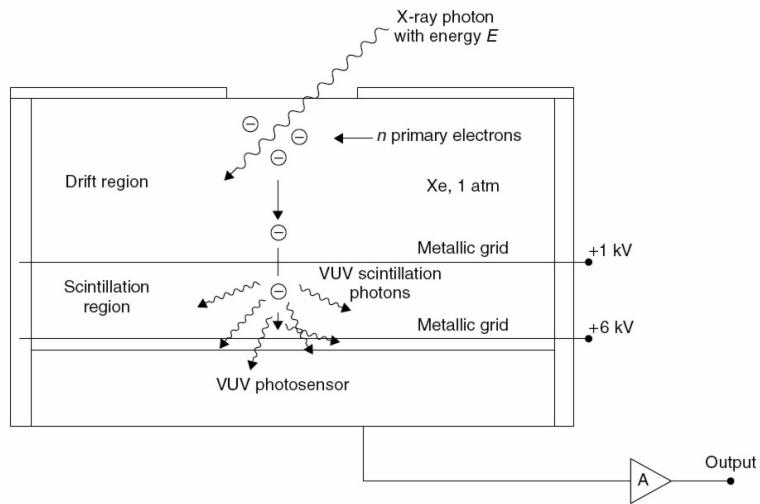 X-ray photon
with energy E
n primary electrons
Drift region
Xe, 1 atm
Metallic grid
+1 kV
Scintillation
region
VUV scintillation
photons
Metallic grid
+6 kV
VUV photosensor
A
Output